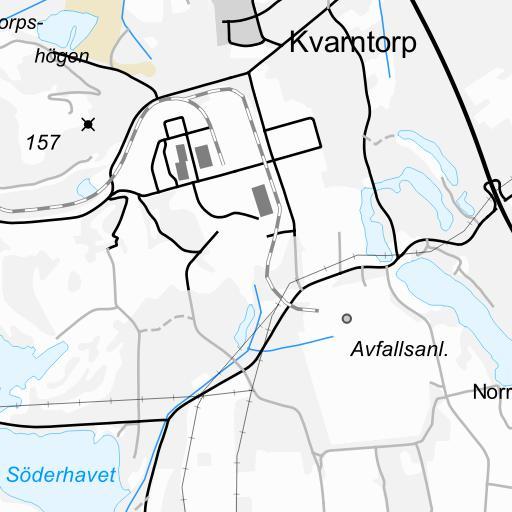 orps-
högen
Kvarntorp
157
Avfallsanl.
Norr
Söderhavet